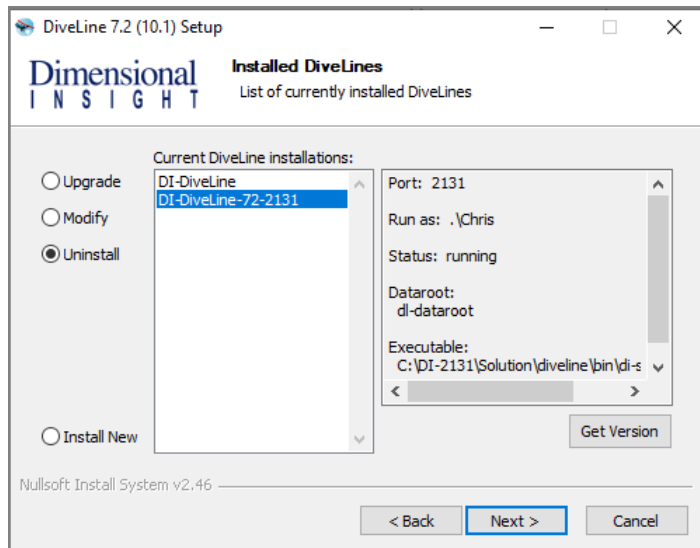 DiveLine 7.2 (10.1) Setup
Dimensional
INSIGHT
Installed DiveLines
List of currently installed DiveLines
Current DiveLine installations:
Upgrade
Modify
Uninstall
Install New
DI-DiveLine
DI-DiveLine-72-2131
Port: 2131
Run as: .\Chris
Status: running
Dataroot:
dl-dataroot
Executable:
C:\DI-2131\Solution\diveline\bin\di-s
Get Version
Nullsoft Install System v2.46
< Back
Next >
Cancel